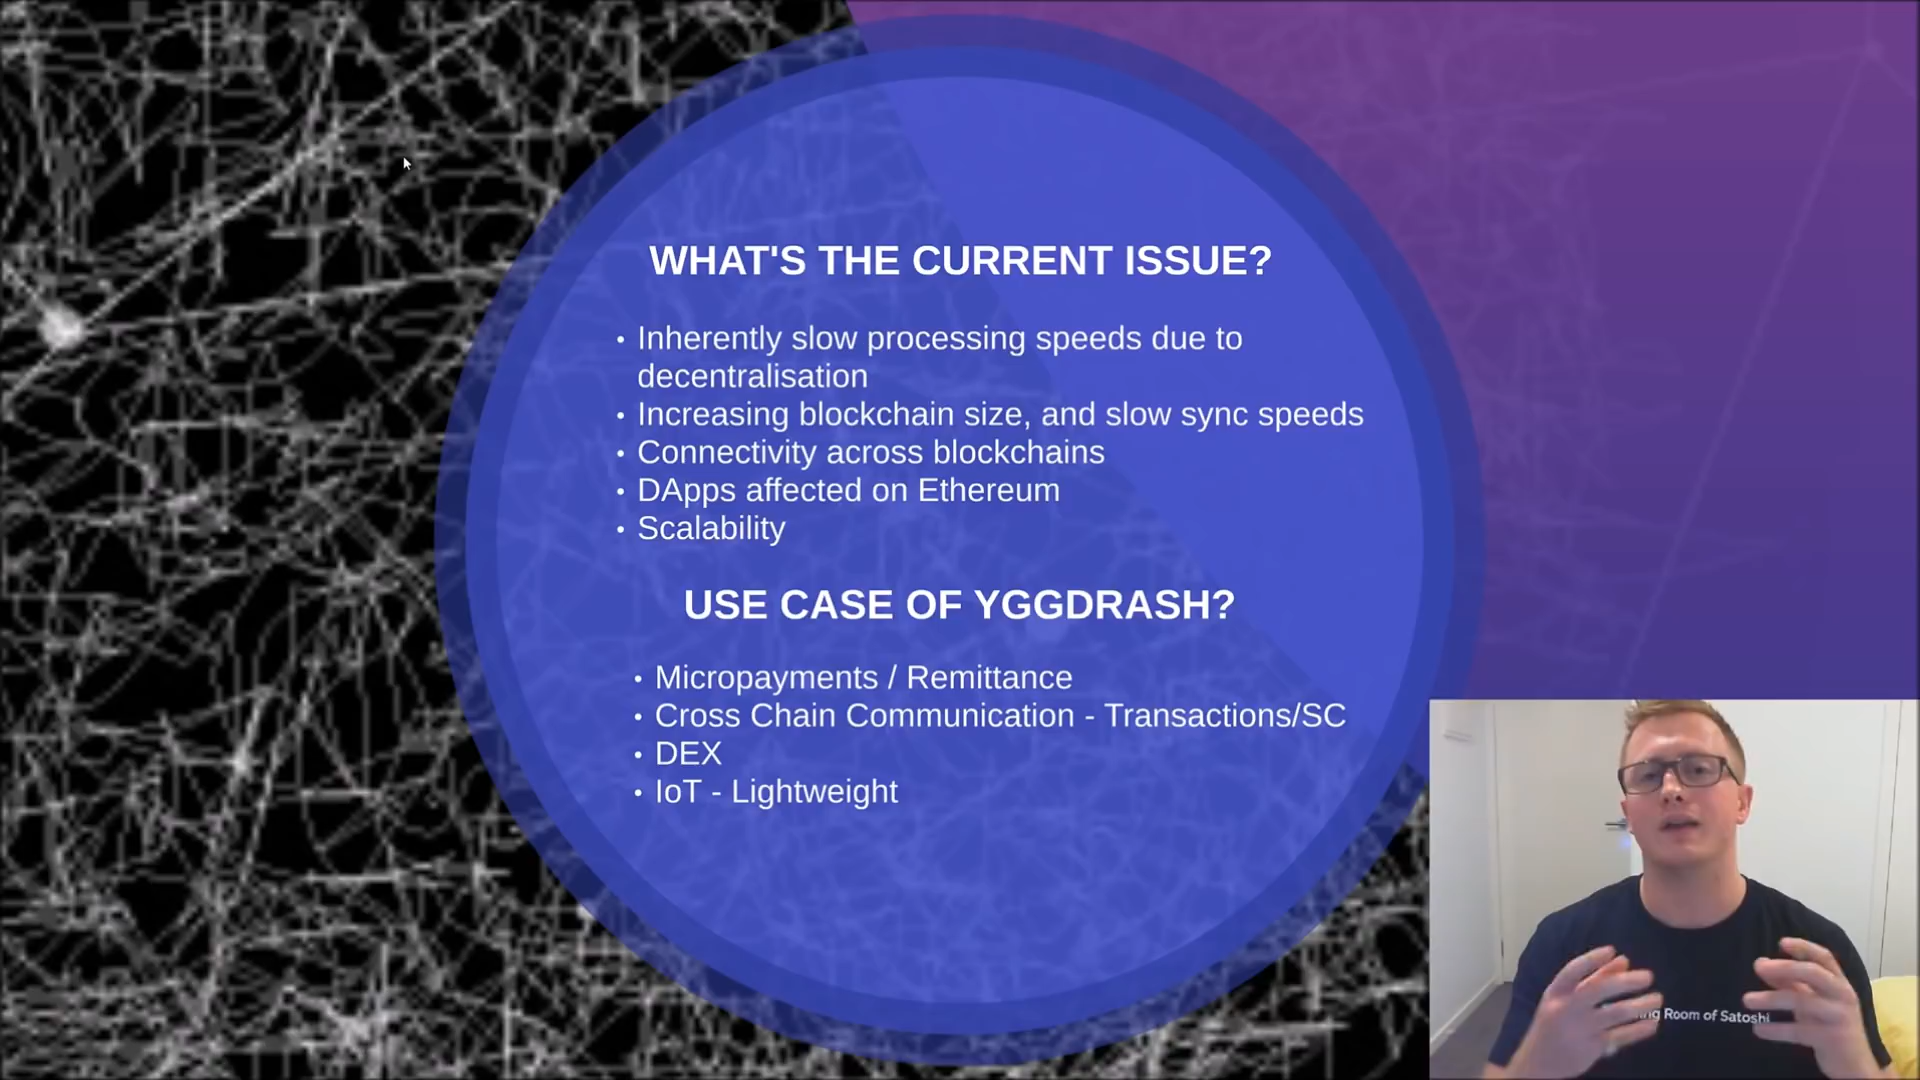 WHAT'S THE CURRENT ISSUE?
• Inherently slow processing speeds due to
decentralisation
• Increasing blockchain size, and slow sync speeds
• Connectivity across blockchains
• DApps affected on Ethereum
• Scalability
USE CASE OF YGGDRASH?
• Micropayments / Remittance
• Cross Chain Communication - Transactions/SC
• DEX
• IoT - Lightweight
Room of Satoshi